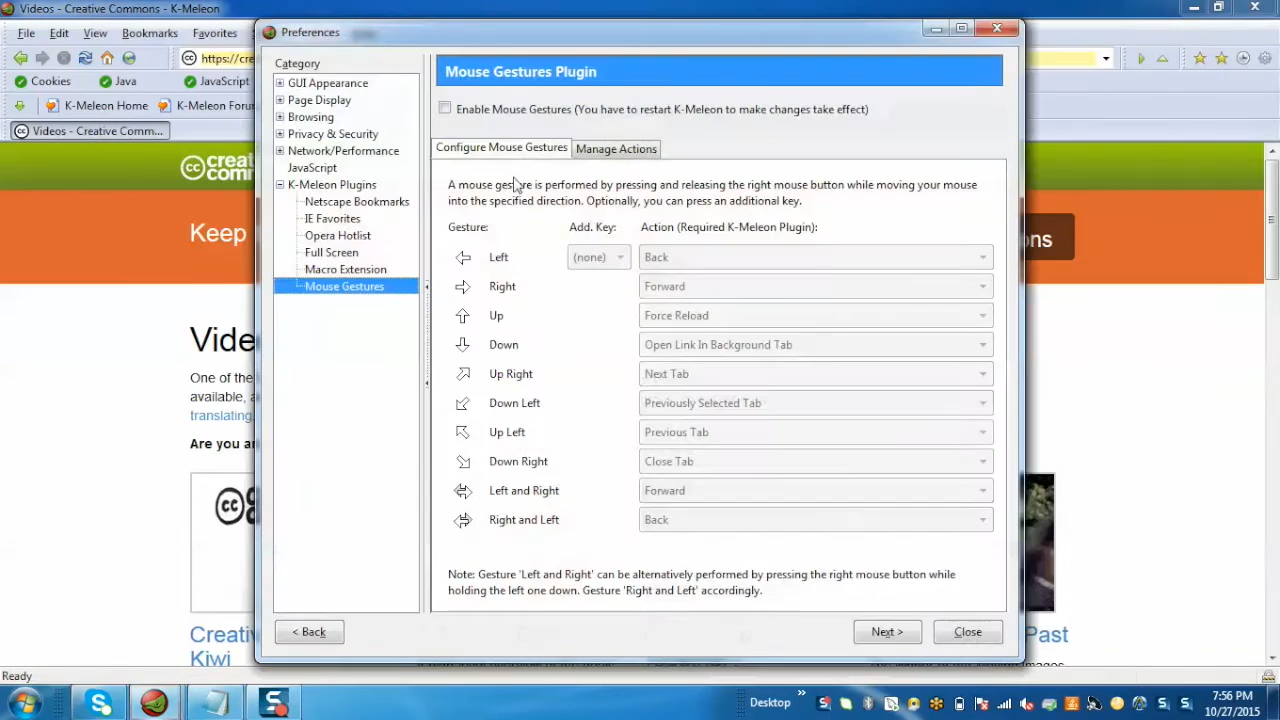 Videos - Creative Commons - K-Meleon
Preferences
File Edit View Bookmarks Favorites
https://cre
Category
GUI Appearance
Page Display
Browsing
Privacy & Security
Network/Performance
JavaScript
K-Meleon Plugins
Netscape Bookmarks
IE Favorites
Opera Hotlist
Full Screen
Macro Extension
Mouse Gestures
Mouse Gestures Plugin
Enable Mouse Gestures (You have to restart K-Meleon to make changes take effect)
Configure Mouse Gestures Manage Actions
A mouse gesture is performed by pressing and releasing the right mouse button while moving your mouse
into the specified direction. Optionally, you can press an additional key.
Gesture: Add. Key: Action (Required K-Meleon Plugin):
Left (none) Back
Right Forward
Up Force Reload
Down Open Link In Background Tab
Up Right Next Tab
Down Left Previously Selected Tab
Up Left Previous Tab
Down Right Close Tab
Left and Right Forward
Right and Left Back
Note: Gesture 'Left and Right' can be alternatively performed by pressing the right mouse button while
holding the left one down. Gesture 'Right and Left' accordingly.
< Back Next > Close
Cookies Java JavaScript
K-Meleon Home K-Meleon Forum
Videos - Creative Comm...
creat
comm
Keep
ons
Vide
One of the
available, a
translating.
Are you a
cc
Creativ
Kiwi
Past
Ready
Desktop
7:56 PM
10/27/2015